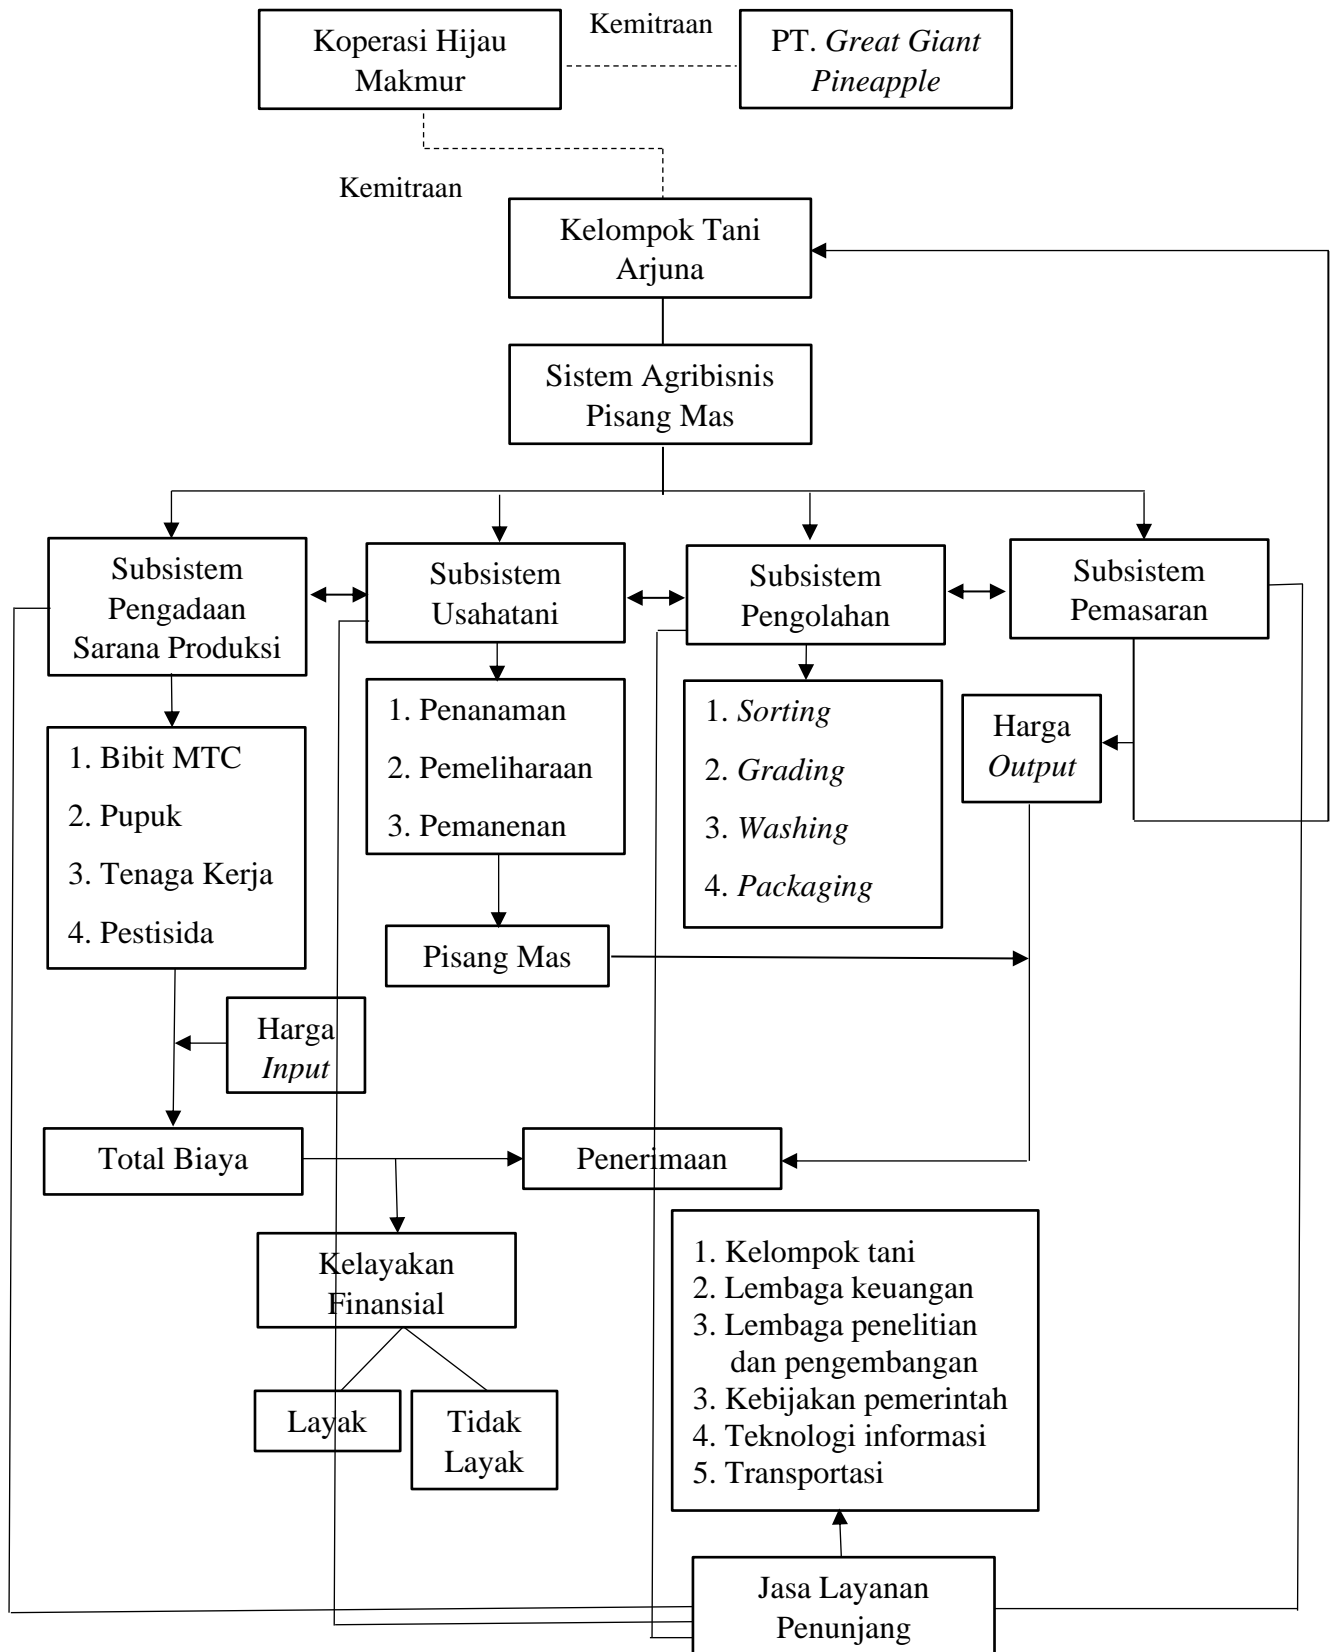 Koperasi Hijau
Makmur
Kemitraan
PT. Great Giant
Pineapple
Kemitraan
Kelompok Tani
Arjuna
Sistem Agribisnis
Pisang Mas
Subsistem
Pengadaan
Sarana Produksi
Subsistem
Usahatani
Subsistem
Pengolahan
Subsistem
Pemasaran
1. Bibit MTC
2. Pupuk
3. Tenaga Kerja
4. Pestisida
1. Penanaman
2. Pemeliharaan
3. Pemanenan
1. Sorting
2. Grading
3. Washing
4. Packaging
Harga
Output
Pisang Mas
Harga
Input
Total Biaya
Penerimaan
Kelayakan
Finansial
Layak
Tidak
Layak
1. Kelompok tani
2. Lembaga keuangan
3. Lembaga penelitian
dan pengembangan
3. Kebijakan pemerintah
4. Teknologi informasi
5. Transportasi
Jasa Layanan
Penunjang